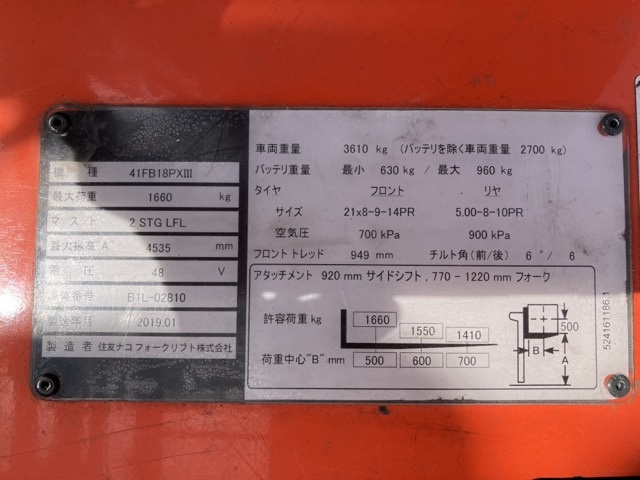 機 種 41FB18PXIII
最大荷重 1660 kg
マスト 2 STG LFL
最大揚高"A" 4535 mm
電 圧 48 V
車体番号 B1L-02810
製造年月 2019.01
製造者 住友ナコ フォークリフト株式会社
車両重量 3610 kg (バッテリを除く車両重量 2700 kg)
バッテリ重量 最小 630 kg / 最大 960 kg
タイヤ フロント リヤ
サイズ 21x8-9-14PR 5.00-8-10PR
空気圧 700 kPa 900 kPa
フロント トレッド 949 mm チルト角(前/後) 6 ° / 6
アタッチメント 920 mm サイドシフト, 770 - 1220 mm フォーク
許容荷重 kg 1660 1550 1410
荷重中心"B" mm 500 600 700
500
B
A
524161186.1